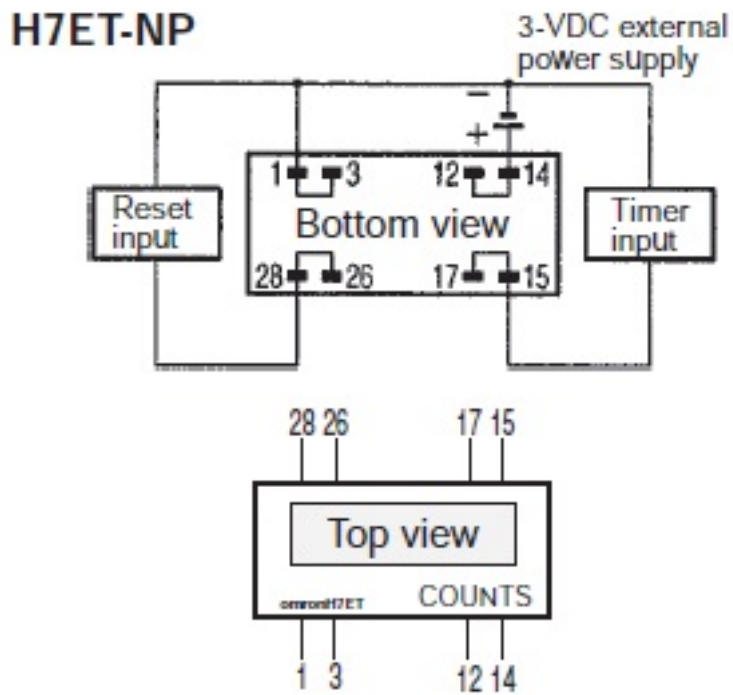 H7ET-NP
3-VDC external
power supply
−
+
1 3 12 14
Reset
input
Bottom view
Timer
input
28 26 17 15
28 26 17 15
Top view
omronH7ET COUNTS
1 3 12 14